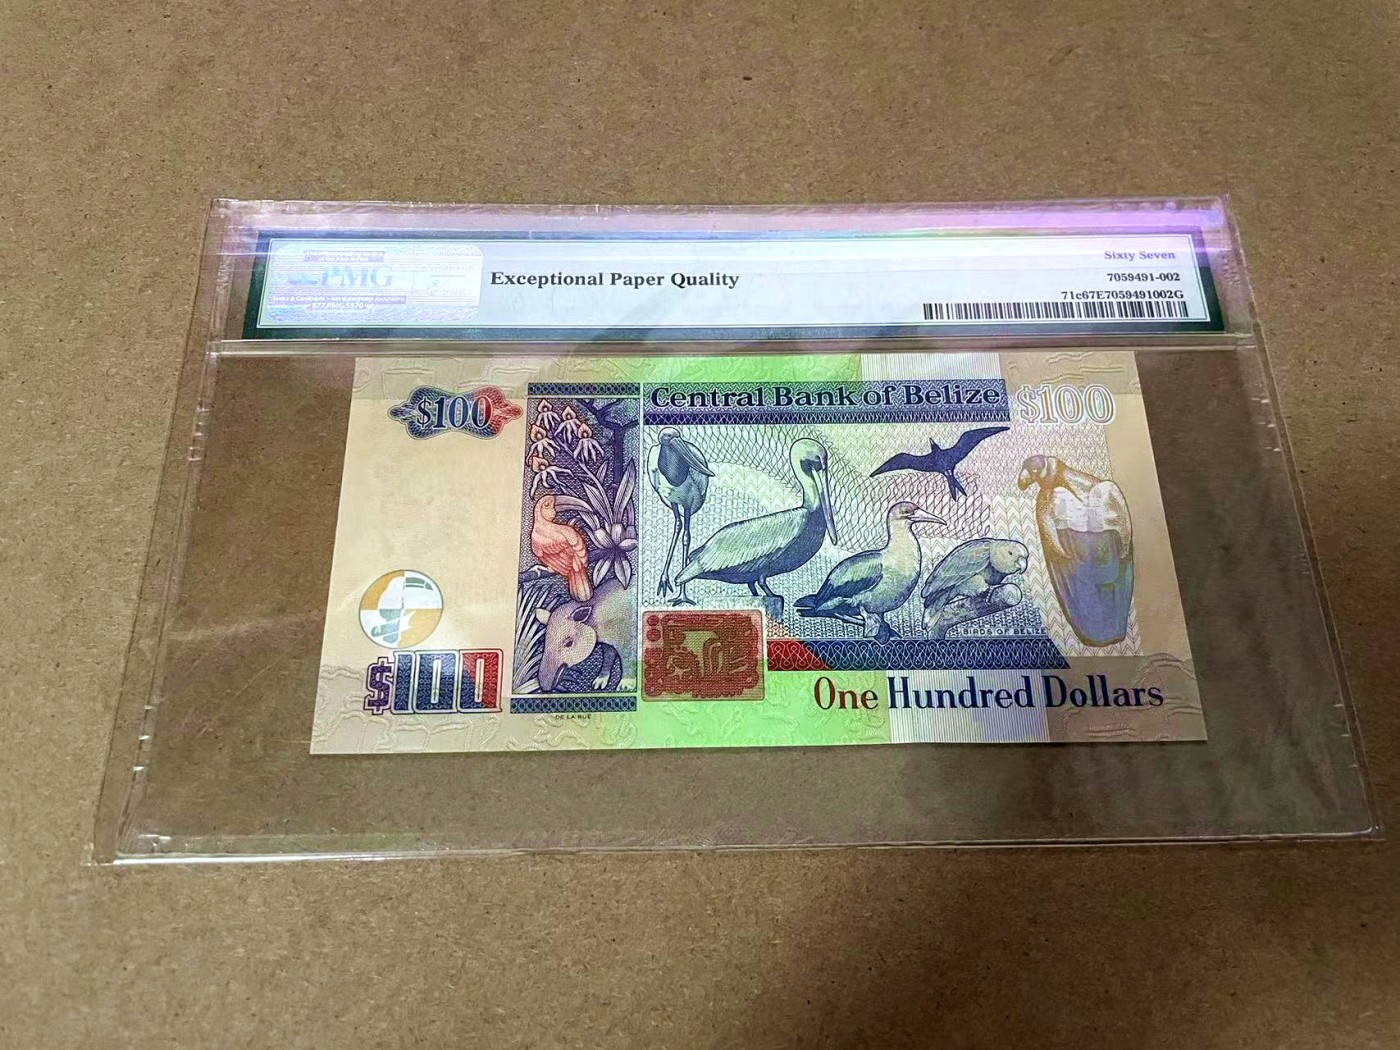 PMG
Exceptional Paper Quality
Sixty Seven
7059491-002
71c67E7059491002G
$100
Central Bank of Belize
$100
BIRDS OF BELIZE
$100
One Hundred Dollars
DE LA RUE